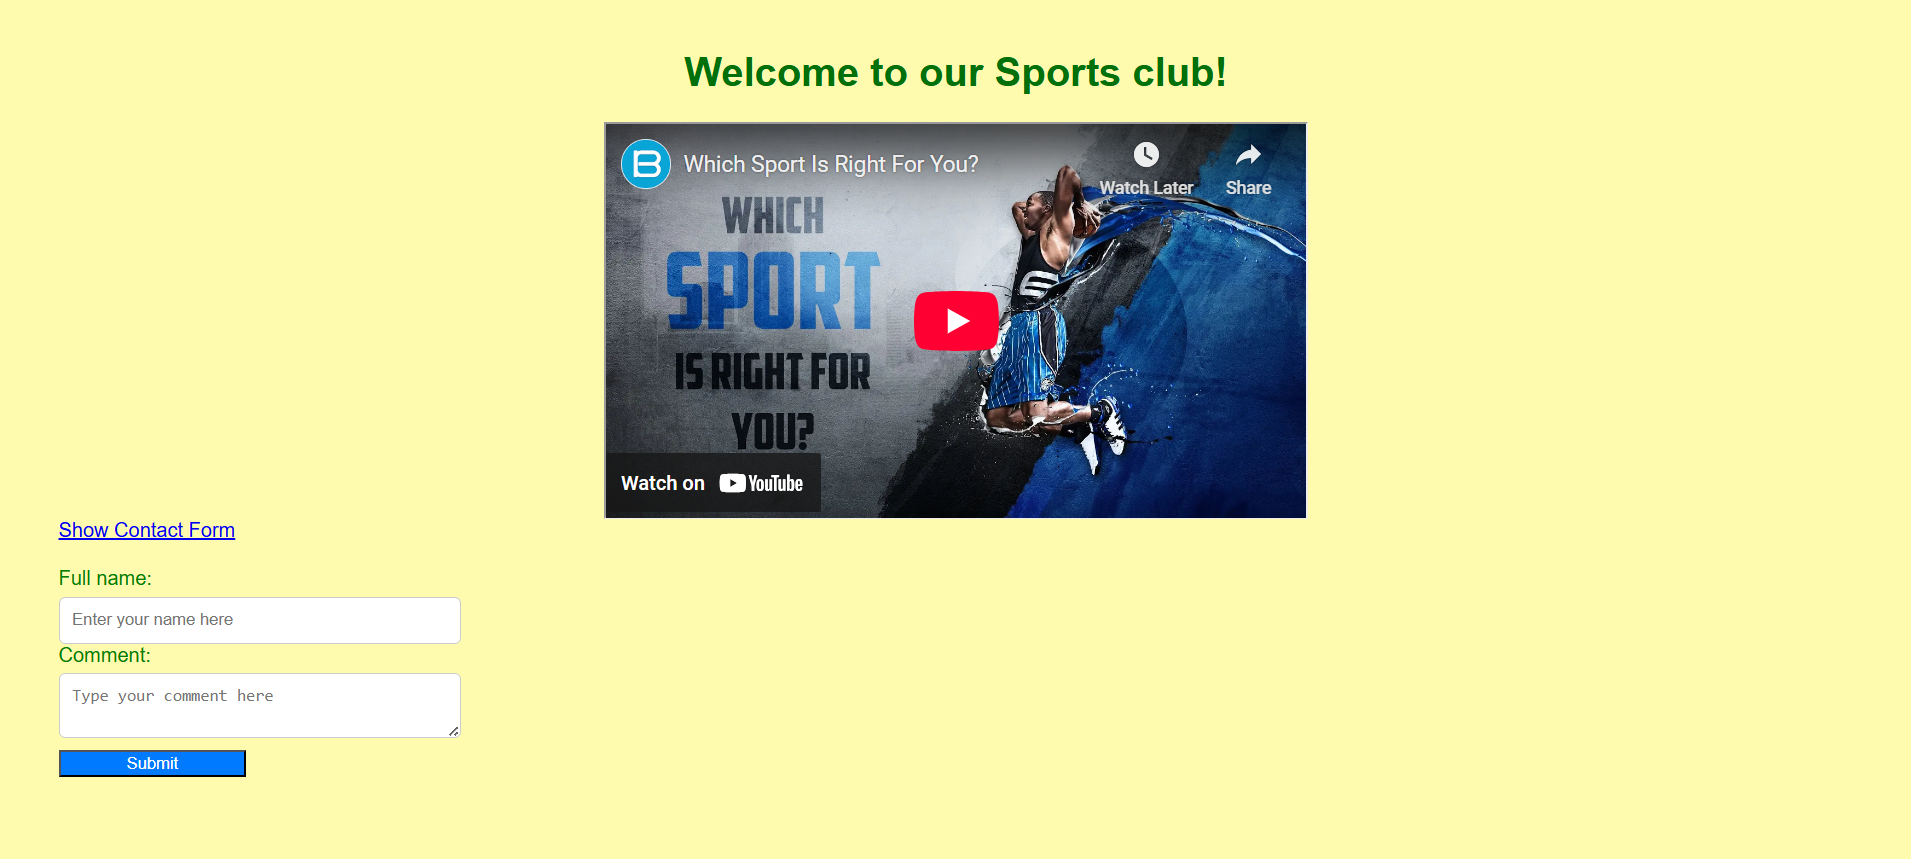 Welcome to our Sports club!
Which Sport Is Right For You?
Watch Later
Share
WHICH
SPORT
IS RIGHT FOR
YOU?
Watch on YouTube
Show Contact Form
Full name:
Enter your name here
Comment:
Type your comment here
Submit